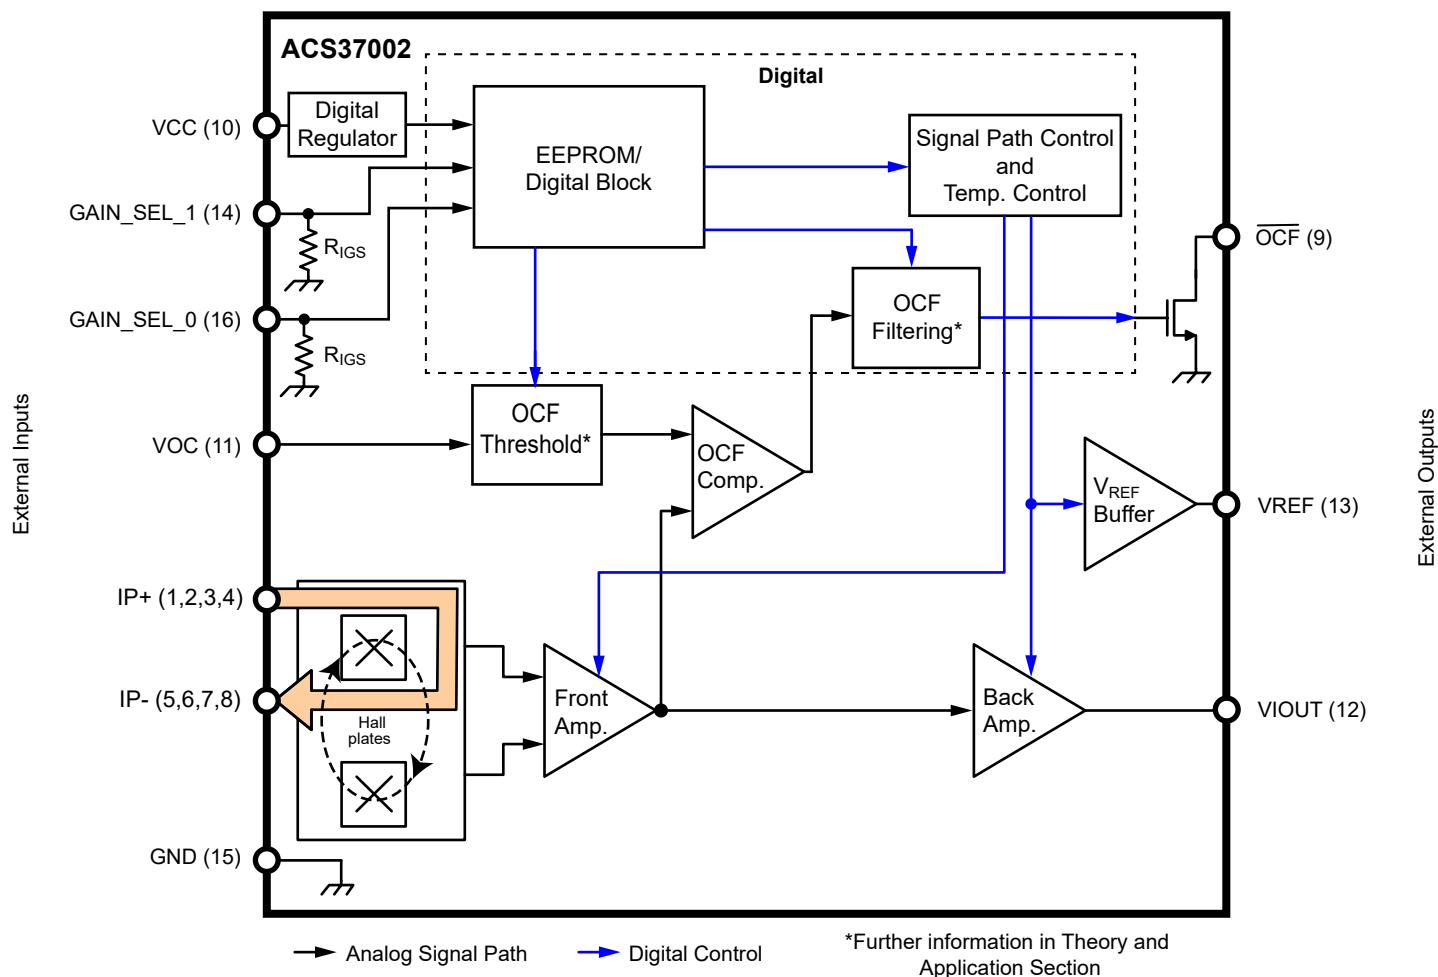 ACS37002
Digital
VCC (10)
Digital
Regulator
EEPROM/
Digital Block
Signal Path Control
and
Temp. Control
GAIN_SEL_1 (14)
RIGS
OCF (9)
GAIN_SEL_0 (16)
RIGS
OCF
Filtering*
External Inputs
VOC (11)
OCF
Threshold*
OCF
Comp.
VREF
Buffer
VREF (13)
External Outputs
IP+ (1,2,3,4)
IP- (5,6,7,8)
Hall
plates
Front
Amp.
Back
Amp.
VIOUT (12)
GND (15)
Analog Signal Path
Digital Control
*Further information in Theory and
Application Section